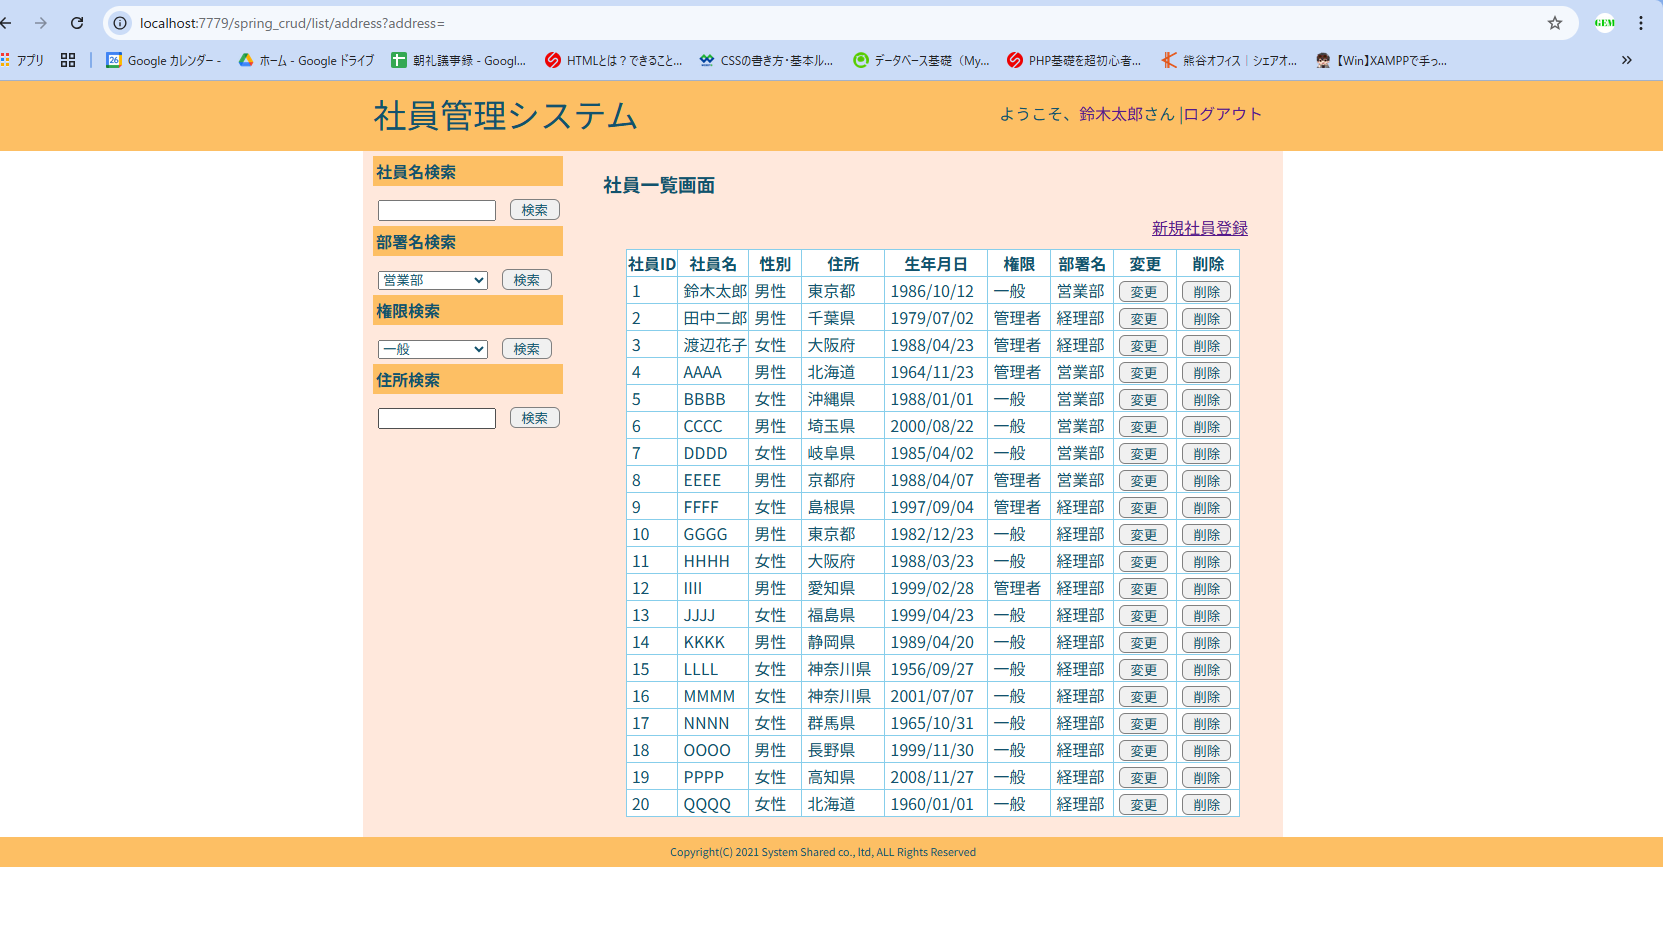 localhost:7779/spring_crud/list/address?address=
GEM
アプリ 26 Google カレンダー - ホーム - Google ドライブ 朝礼議事録 - Googl... HTMLとは？できること... CSSの書き方・基本ル... データベース基礎（My... PHP基礎を超初心者... 熊谷オフィス｜シェアオ... 【Win】XAMPPで手っ...
社員管理システム
ようこそ、鈴木太郎さん |ログアウト
社員名検索
検索
部署名検索
営業部 検索
権限検索
一般 検索
住所検索
検索
社員一覧画面
新規社員登録
社員ID 社員名 性別 住所 生年月日 権限 部署名 変更 削除
1 鈴木太郎 男性 東京都 1986/10/12 一般 営業部 変更 削除
2 田中二郎 男性 千葉県 1979/07/02 管理者 経理部 変更 削除
3 渡辺花子 女性 大阪府 1988/04/23 管理者 経理部 変更 削除
4 AAAA 男性 北海道 1964/11/23 管理者 営業部 変更 削除
5 BBBB 女性 沖縄県 1988/01/01 一般 営業部 変更 削除
6 CCCC 男性 埼玉県 2000/08/22 一般 営業部 変更 削除
7 DDDD 女性 岐阜県 1985/04/02 一般 営業部 変更 削除
8 EEEE 男性 京都府 1988/04/07 管理者 営業部 変更 削除
9 FFFF 女性 島根県 1997/09/04 管理者 経理部 変更 削除
10 GGGG 男性 東京都 1982/12/23 一般 経理部 変更 削除
11 HHHH 女性 大阪府 1988/03/23 一般 経理部 変更 削除
12 IIII 男性 愛知県 1999/02/28 管理者 経理部 変更 削除
13 JJJJ 女性 福島県 1999/04/23 一般 経理部 変更 削除
14 KKKK 男性 静岡県 1989/04/20 一般 経理部 変更 削除
15 LLLL 女性 神奈川県 1956/09/27 一般 経理部 変更 削除
16 MMMM 女性 神奈川県 2001/07/07 一般 経理部 変更 削除
17 NNNN 女性 群馬県 1965/10/31 一般 経理部 変更 削除
18 OOOO 男性 長野県 1999/11/30 一般 経理部 変更 削除
19 PPPP 女性 高知県 2008/11/27 一般 経理部 変更 削除
20 QQQQ 女性 北海道 1960/01/01 一般 経理部 変更 削除
Copyright(C) 2021 System Shared co., ltd, ALL Rights Reserved